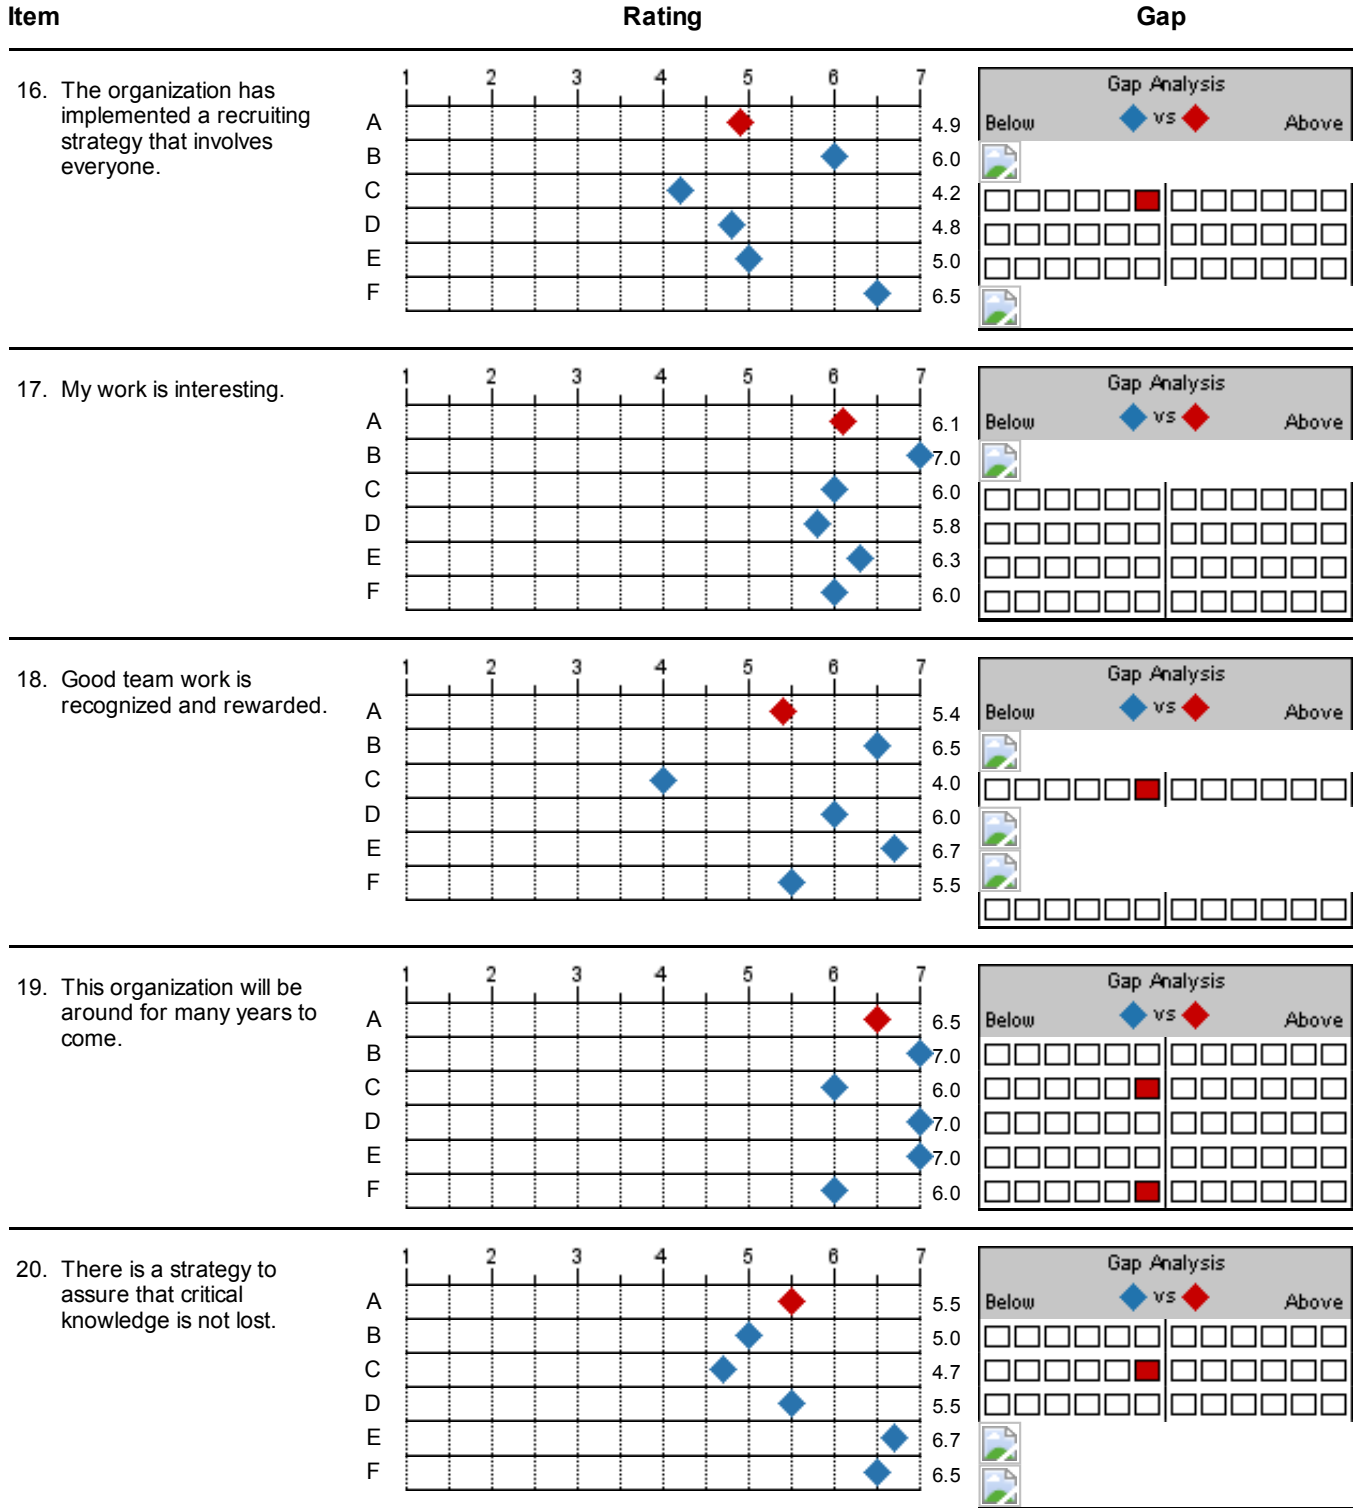 Item Rating Gap
16. The organization has
implemented a recruiting
strategy that involves
everyone.
1 2 3 4 5 6 7
A 4.9
B 6.0
C 4.2
D 4.8
E 5.0
F 6.5
Gap Analysis
Below vs Above
17. My work is interesting.
1 2 3 4 5 6 7
A 6.1
B 7.0
C 6.0
D 5.8
E 6.3
F 6.0
Gap Analysis
Below vs Above
18. Good team work is
recognized and rewarded.
1 2 3 4 5 6 7
A 5.4
B 6.5
C 4.0
D 6.0
E 6.7
F 5.5
Gap Analysis
Below vs Above
19. This organization will be
around for many years to
come.
1 2 3 4 5 6 7
A 6.5
B 7.0
C 6.0
D 7.0
E 7.0
F 6.0
Gap Analysis
Below vs Above
20. There is a strategy to
assure that critical
knowledge is not lost.
1 2 3 4 5 6 7
A 5.5
B 5.0
C 4.7
D 5.5
E 6.7
F 6.5
Gap Analysis
Below vs Above